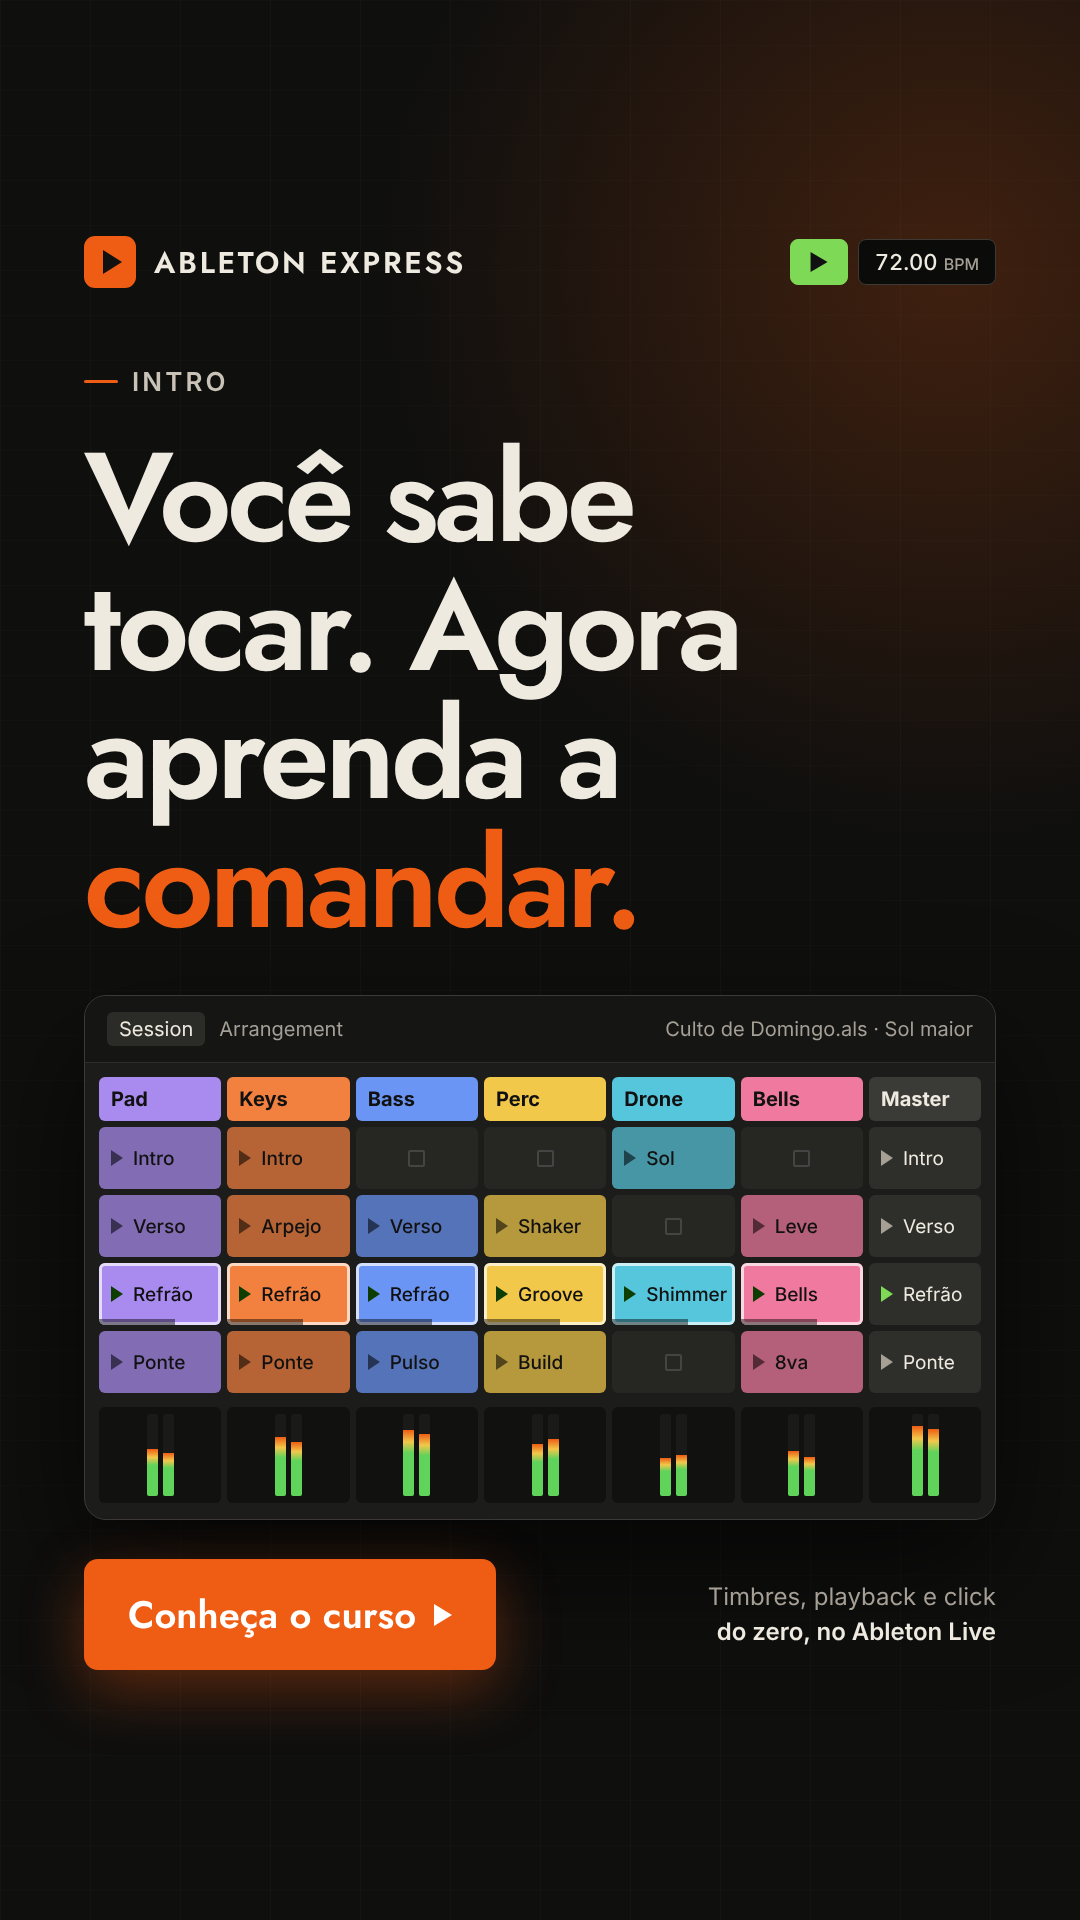 ABLETON EXPRESS
72.00 BPM
INTRO
Você sabe
tocar. Agora
aprenda a
comandar.
Session Arrangement Culto de Domingo.als · Sol maior
Pad Keys Bass Perc Drone Bells Master
Intro Intro Sol Intro
Verso Arpejo Verso Shaker Leve Verso
Refrão Refrão Refrão Groove Shimmer Bells Refrão
Ponte Ponte Pulso Build 8va Ponte
Conheça o curso
Timbres, playback e click
do zero, no Ableton Live